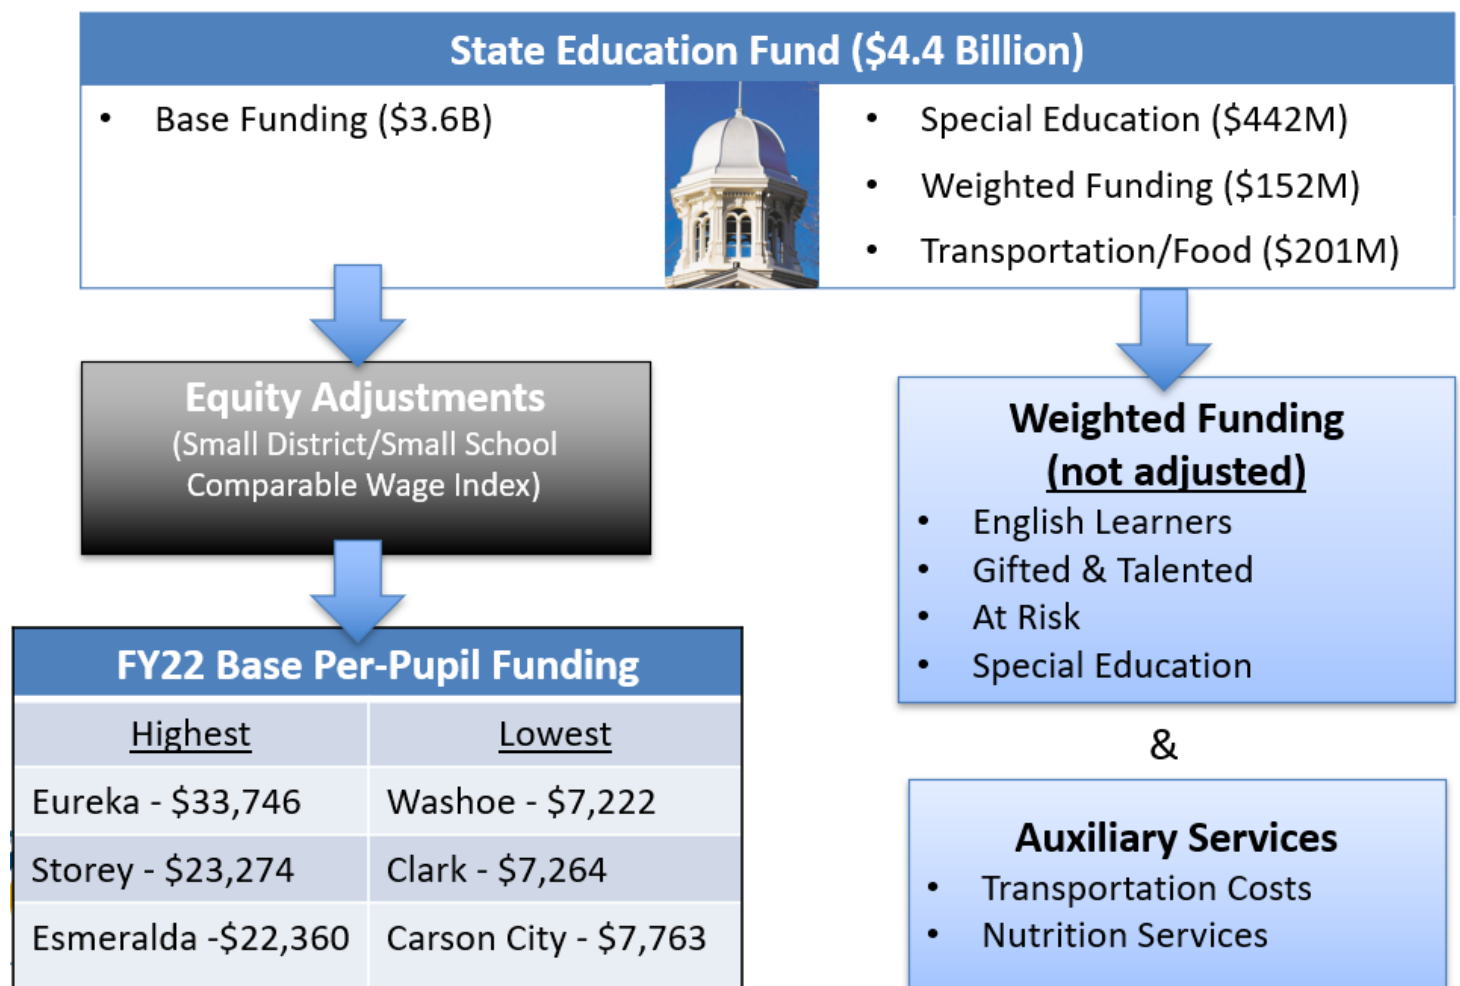 State Education Fund ($4.4 Billion)
• Base Funding ($3.6B)
• Special Education ($442M)
• Weighted Funding ($152M)
• Transportation/Food ($201M)
Equity Adjustments
(Small District/Small School
Comparable Wage Index)
FY22 Base Per-Pupil Funding
Highest
Lowest
Eureka - $33,746
Washoe - $7,222
Storey - $23,274
Clark - $7,264
Esmeralda -$22,360
Carson City - $7,763
Weighted Funding
(not adjusted)
• English Learners
• Gifted & Talented
• At Risk
• Special Education
&
Auxiliary Services
• Transportation Costs
• Nutrition Services